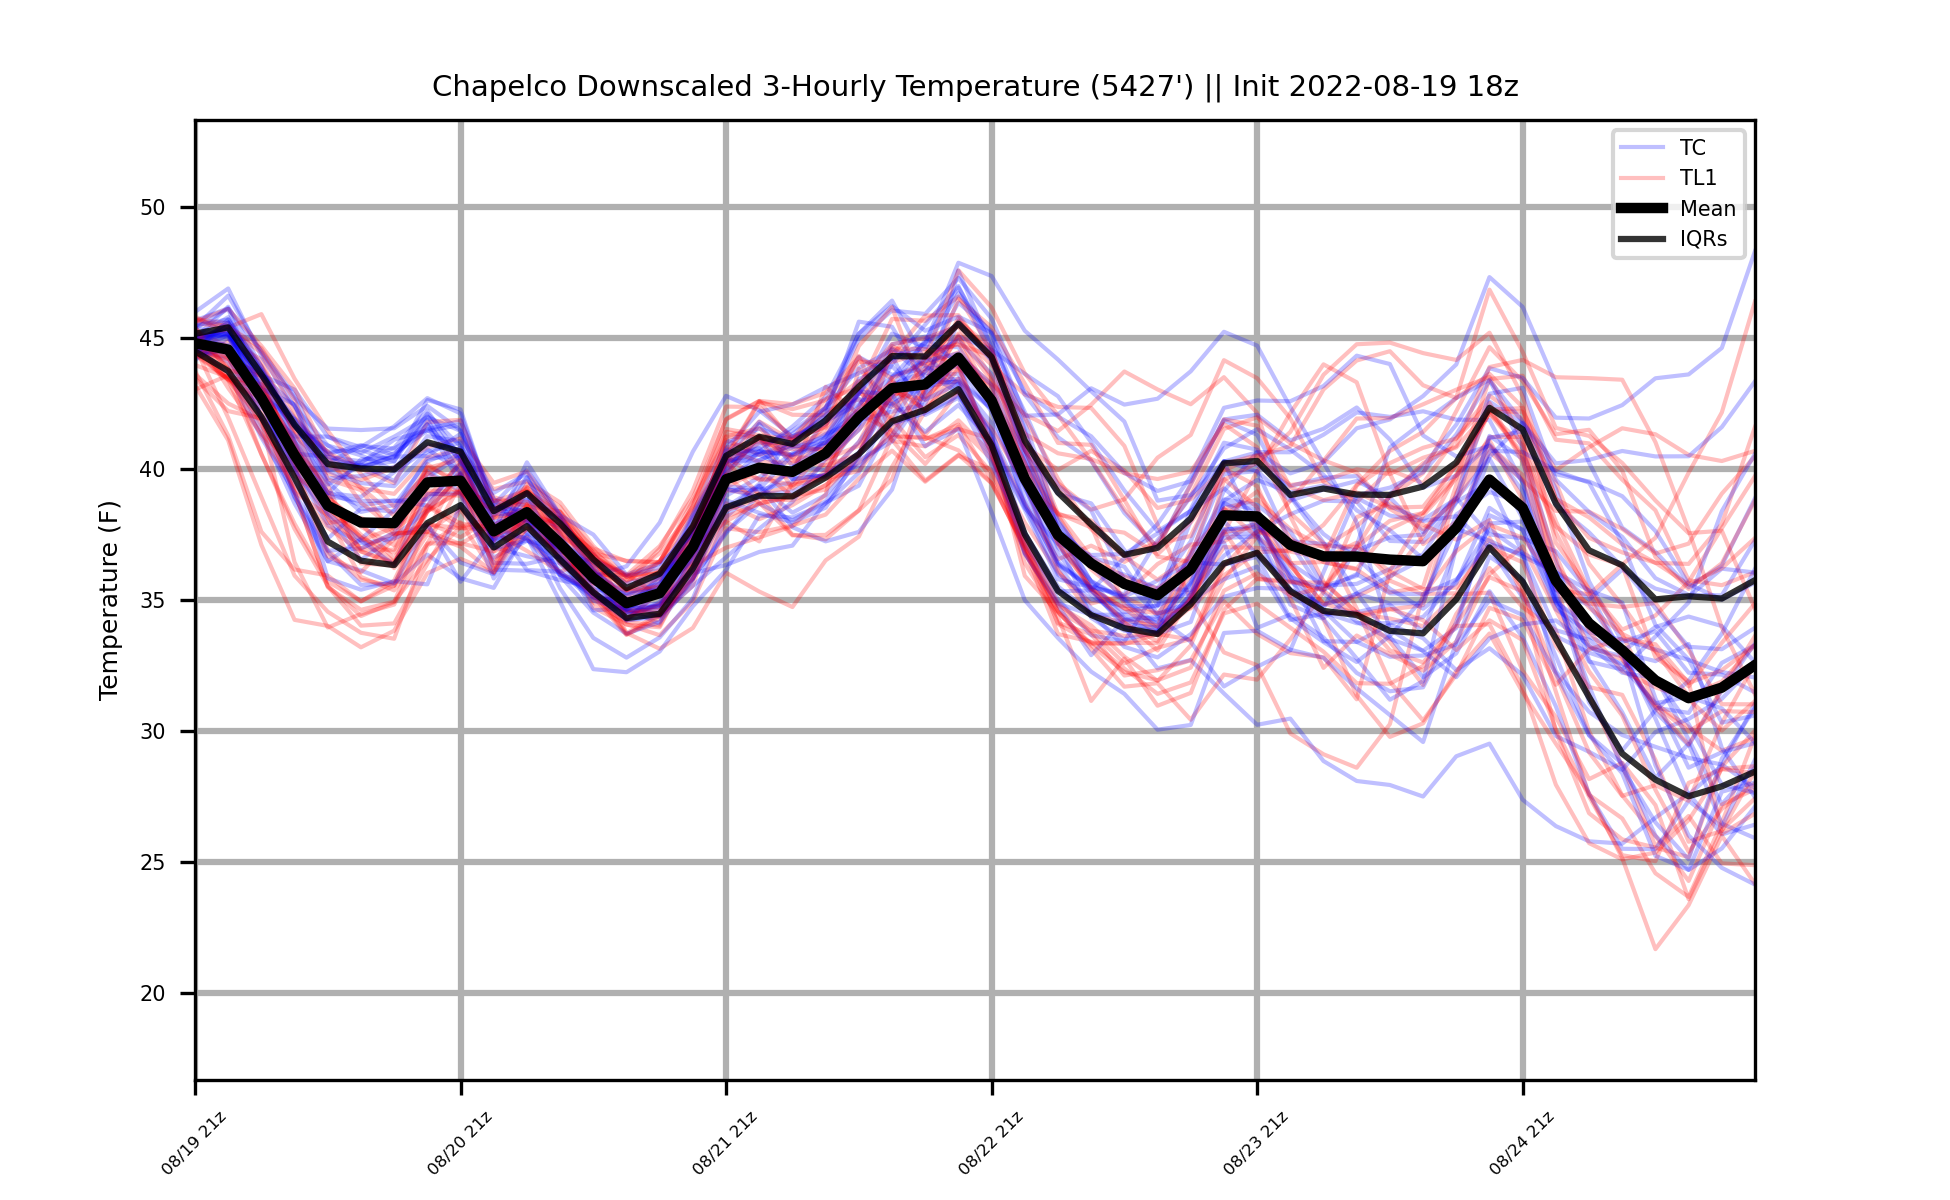 Chapelco Downscaled 3-Hourly Temperature (5427') || Init 2022-08-19 18z
TC
TL1
Mean
IQRs
Temperature (F)
50
45
40
35
30
25
20
08/19 21z
08/20 21z
08/21 21z
08/22 21z
08/23 21z
08/24 21z